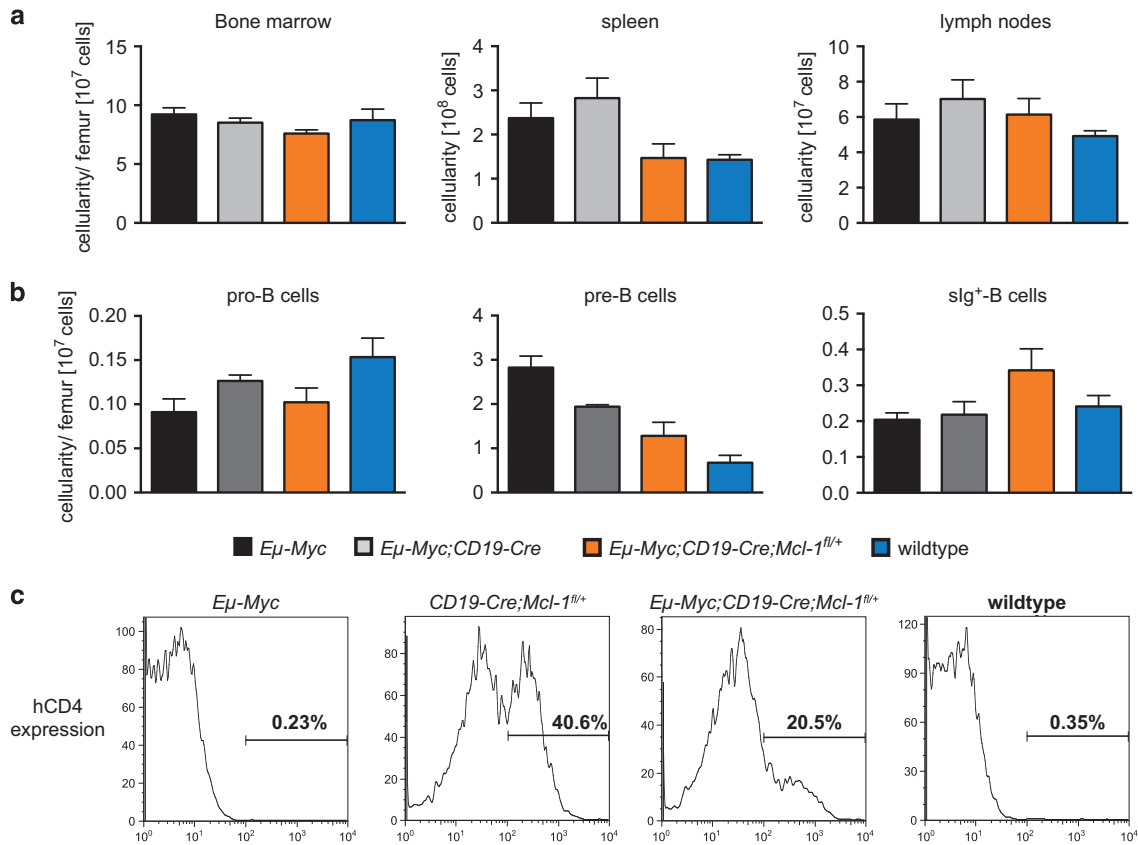 a
Bone marrow
spleen
lymph nodes
cellularity/ femur [10⁷ cells]
15
10
5
0
cellularity [10⁸ cells]
4
3
2
1
0
cellularity [10⁷ cells]
10
8
6
4
2
0
b
pro-B cells
pre-B cells
sIg⁺-B cells
cellularity/ femur [10⁷ cells]
0.20
0.15
0.10
0.05
0.00
4
3
2
1
0
0.5
0.4
0.3
0.2
0.1
0.0
Eµ-Myc
Eµ-Myc;CD19-Cre
Eµ-Myc;CD19-Cre;Mcl-1ᶠˡ/⁺
wildtype
c
Eµ-Myc
CD19-Cre;Mcl-1ᶠˡ/⁺
Eµ-Myc;CD19-Cre;Mcl-1ᶠˡ/⁺
wildtype
hCD4
expression
100
80
60
40
20
0
0.23%
10⁰ 10¹ 10² 10³ 10⁴
80
60
40
20
0
40.6%
10⁰ 10¹ 10² 10³ 10⁴
80
60
40
20
0
20.5%
10⁰ 10¹ 10² 10³ 10⁴
120
90
60
30
0
0.35%
10⁰ 10¹ 10² 10³ 10⁴